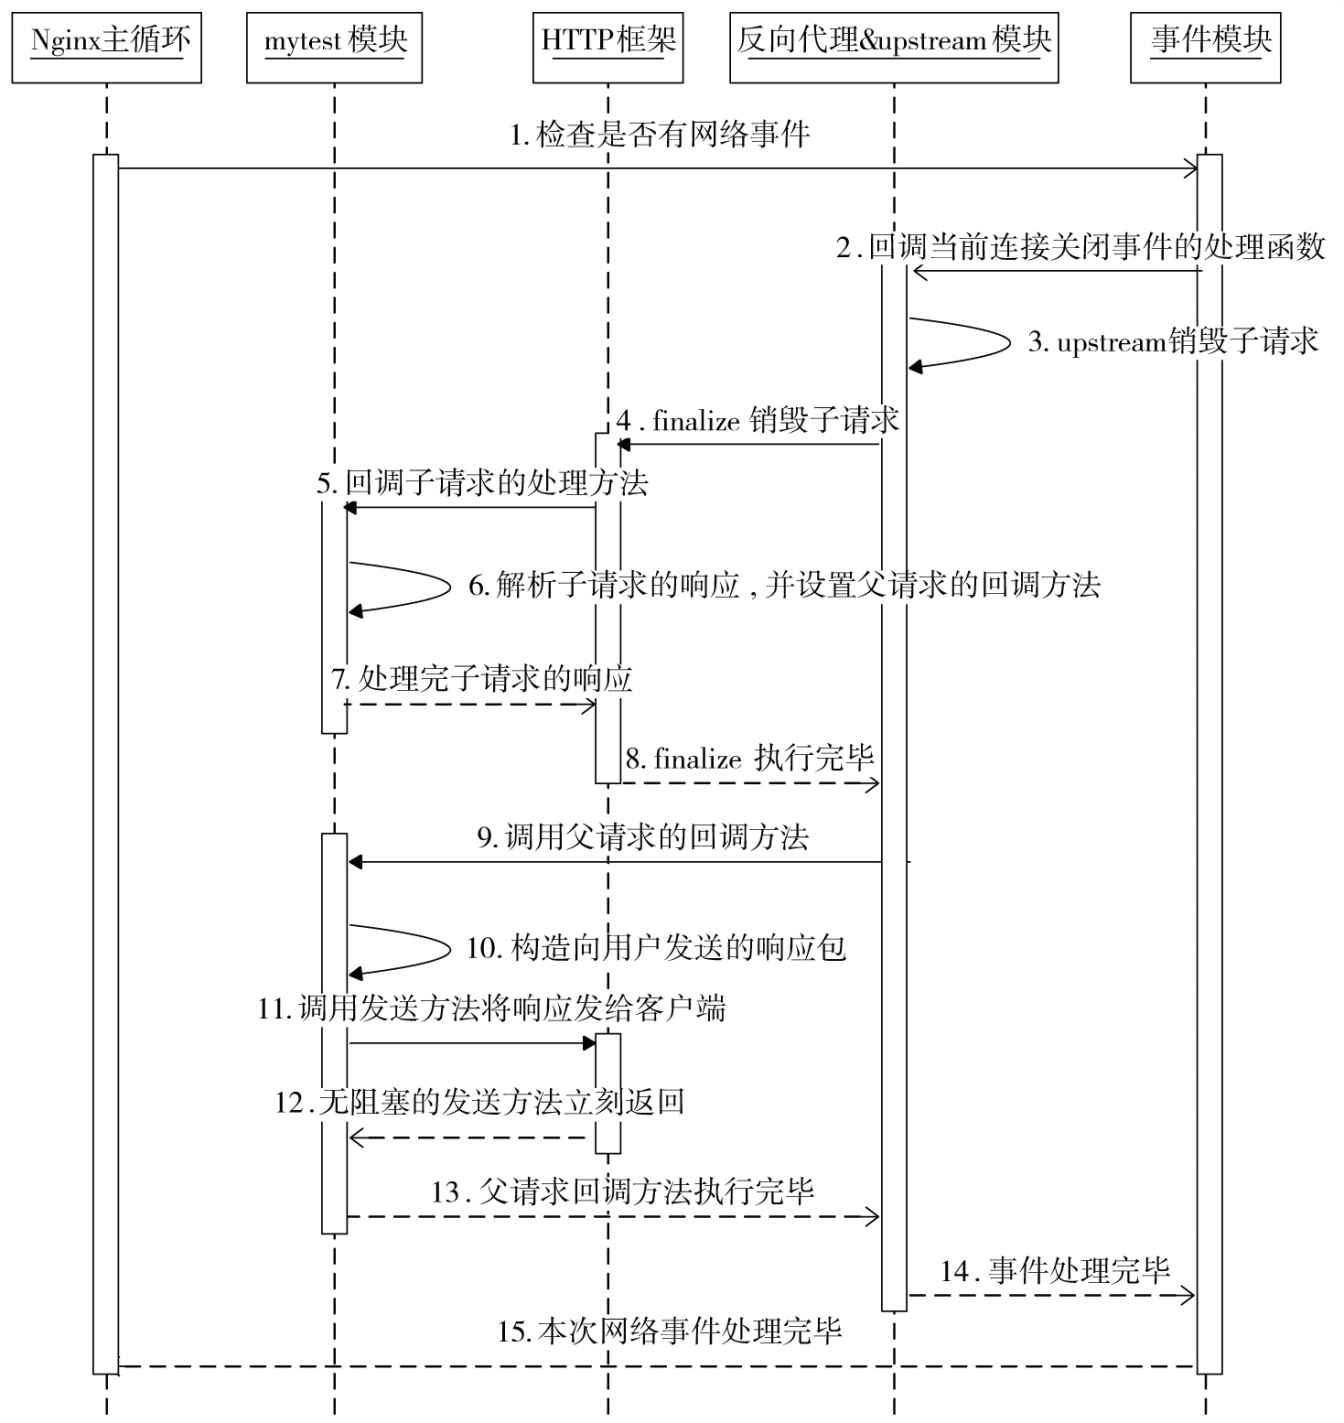 Nginx主循环
mytest 模块
HTTP框架
反向代理&upstream 模块
事件模块
1. 检查是否有网络事件
2. 回调当前连接关闭事件的处理函数
3. upstream销毁子请求
4. finalize 销毁子请求
5. 回调子请求的处理方法
6. 解析子请求的响应，并设置父请求的回调方法
7. 处理完子请求的响应
8. finalize 执行完毕
9. 调用父请求的回调方法
10. 构造向用户发送的响应包
11. 调用发送方法将响应发给客户端
12. 无阻塞的发送方法立刻返回
13. 父请求回调方法执行完毕
14. 事件处理完毕
15. 本次网络事件处理完毕